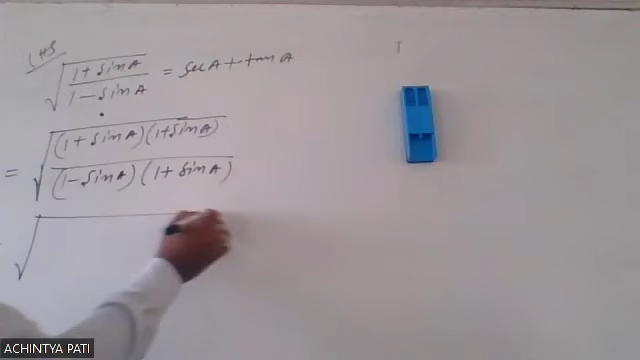 LHS
√(1 + sinA / 1 - sinA) = secA + tanA
= √((1 + sinA)(1 + sinA) / (1 - sinA)(1 + sinA))
√
ACHINTYA PATI